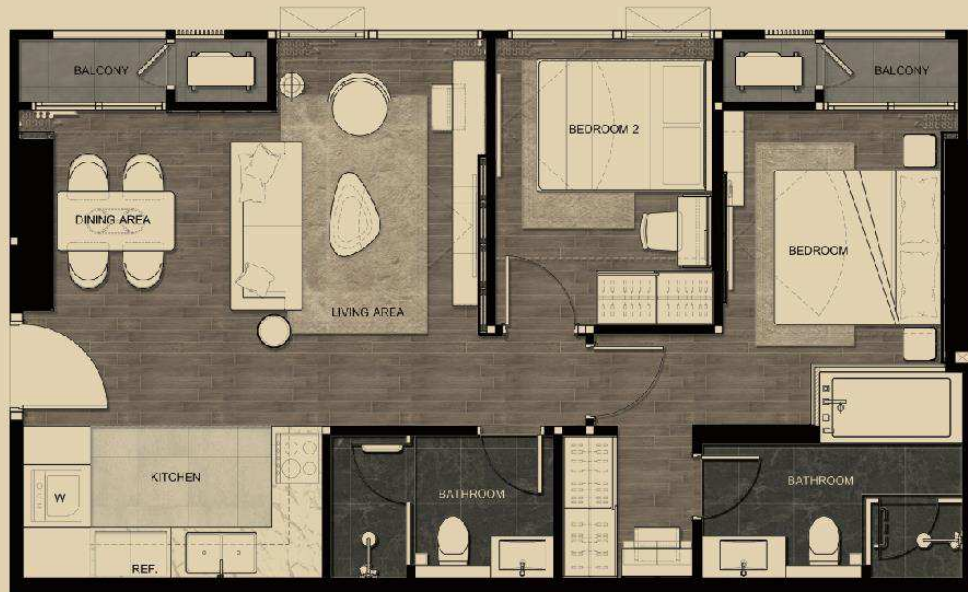 BALCONY
BALCONY
BEDROOM 2
DINING AREA
BEDROOM
LIVING AREA
KITCHEN
W
BATHROOM
BATHROOM
REF.